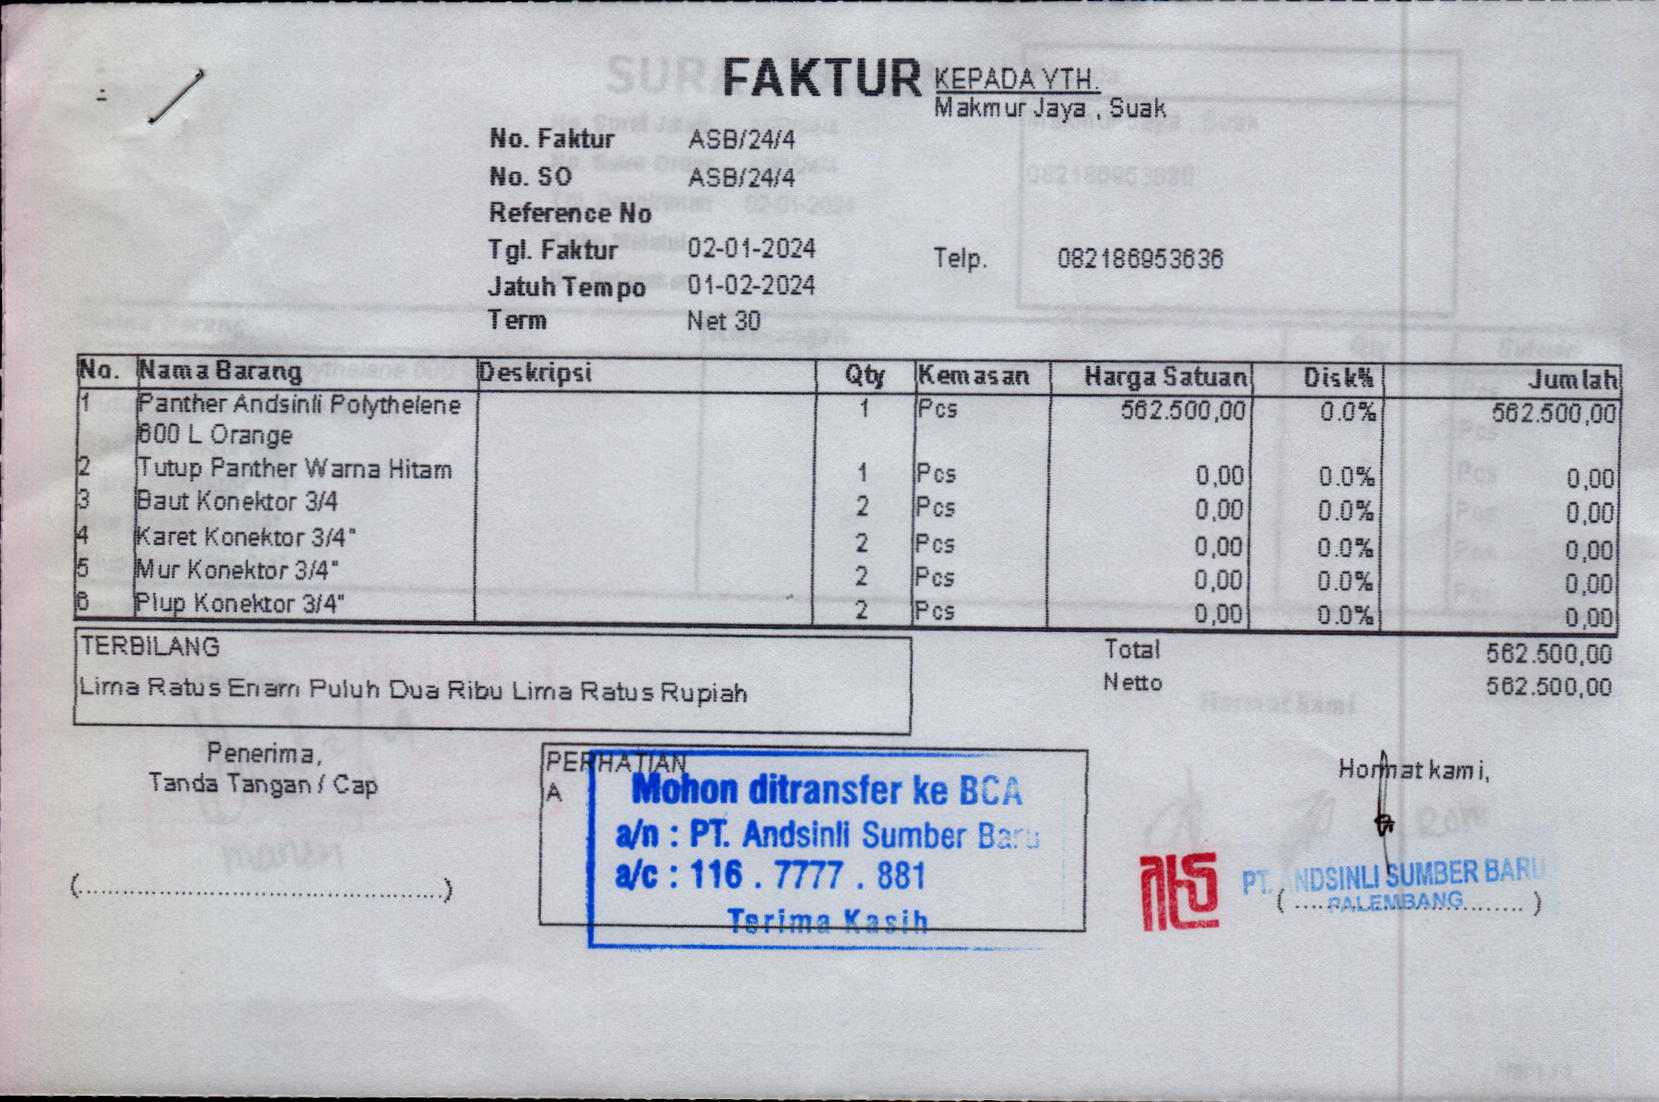 FAKTUR
KEPADA YTH.
Makmur Jaya , Suak
No. Faktur ASB/24/4
No. SO ASB/24/4
Reference No
Tgl. Faktur 02-01-2024
Telp. 082186953636
Jatuh Tempo 01-02-2024
Term Net 30
No. Nama Barang Deskripsi Qty Kemasan Harga Satuan Disk% Jumlah
1 Panther Andsinli Polythelene 1 Pcs 562.500,00 0.0% 562.500,00
600 L Orange
2 Tutup Panther Warna Hitam 1 Pcs 0,00 0.0% 0,00
3 Baut Konektor 3/4 2 Pcs 0,00 0.0% 0,00
4 Karet Konektor 3/4" 2 Pcs 0,00 0.0% 0,00
5 Mur Konektor 3/4" 2 Pcs 0,00 0.0% 0,00
6 Plup Konektor 3/4" 2 Pcs 0,00 0.0% 0,00
TERBILANG
Lima Ratus Enam Puluh Dua Ribu Lima Ratus Rupiah
Total 562.500,00
Netto 562.500,00
Penerima,
Tanda Tangan / Cap
(........................................)
PERHATIAN
A
Mohon ditransfer ke BCA
a/n : PT. Andsinli Sumber Baru
a/c : 116 . 7777 . 881
Terima Kasih
Hormat kami,
PT. ANDSINLI SUMBER BARU
PALEMBANG
(............................)